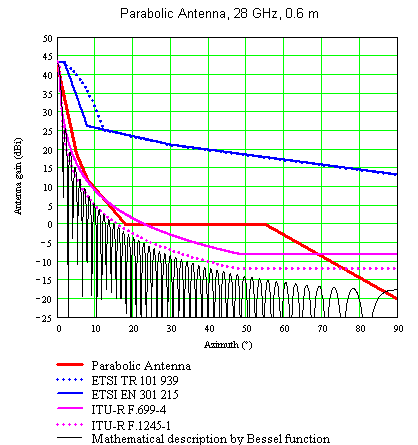 Parabolic Antenna, 28 GHz, 0.6 m
50
45
40
35
30
25
20
15
10
5
0
−5
−10
−15
−20
−25
Antenna gain (dBi)
0 10 20 30 40 50 60 70 80 90
Azimuth (°)
Parabolic Antenna
ETSI TR 101 939
ETSI EN 301 215
ITU-R F.699-4
ITU-R F.1245-1
Mathematical description by Bessel function